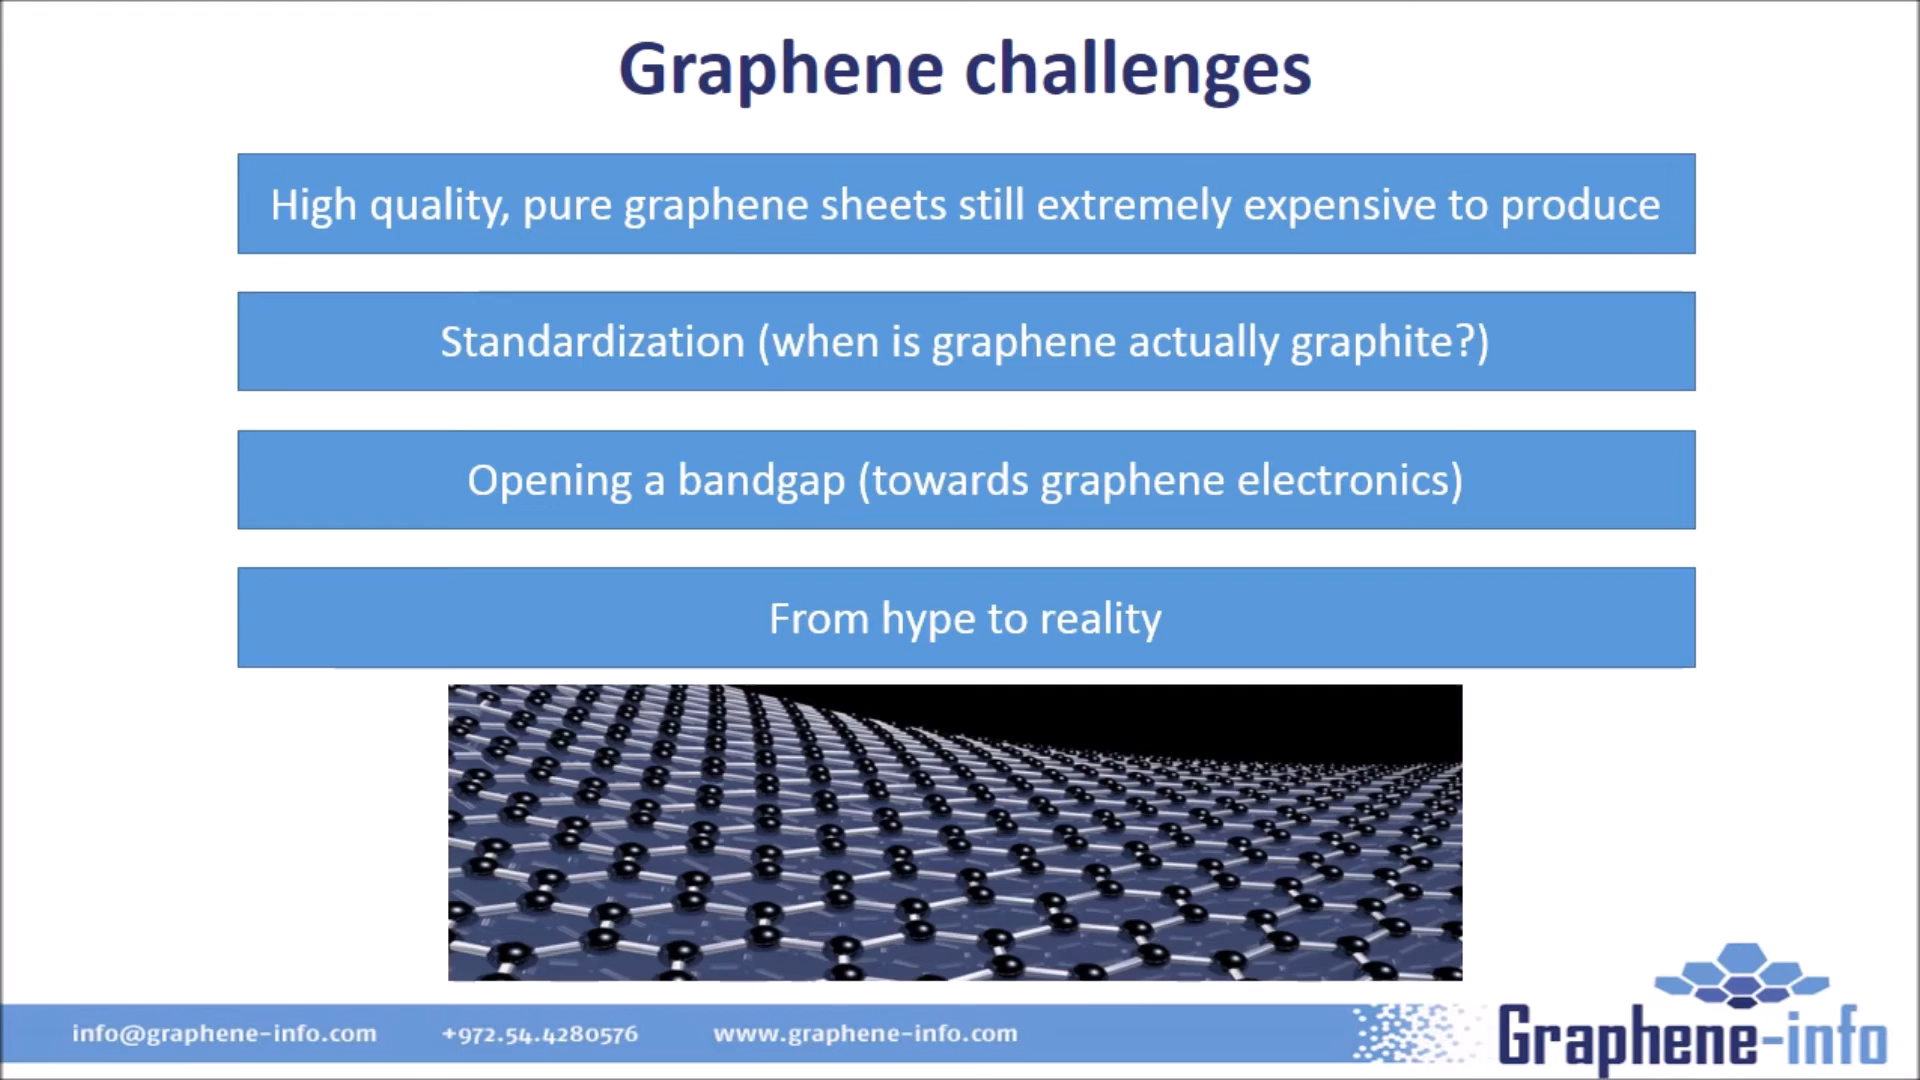 Graphene challenges
High quality, pure graphene sheets still extremely expensive to produce
Standardization (when is graphene actually graphite?)
Opening a bandgap (towards graphene electronics)
From hype to reality
info@graphene-info.com +972.54.4280576 www.graphene-info.com
Graphene-info